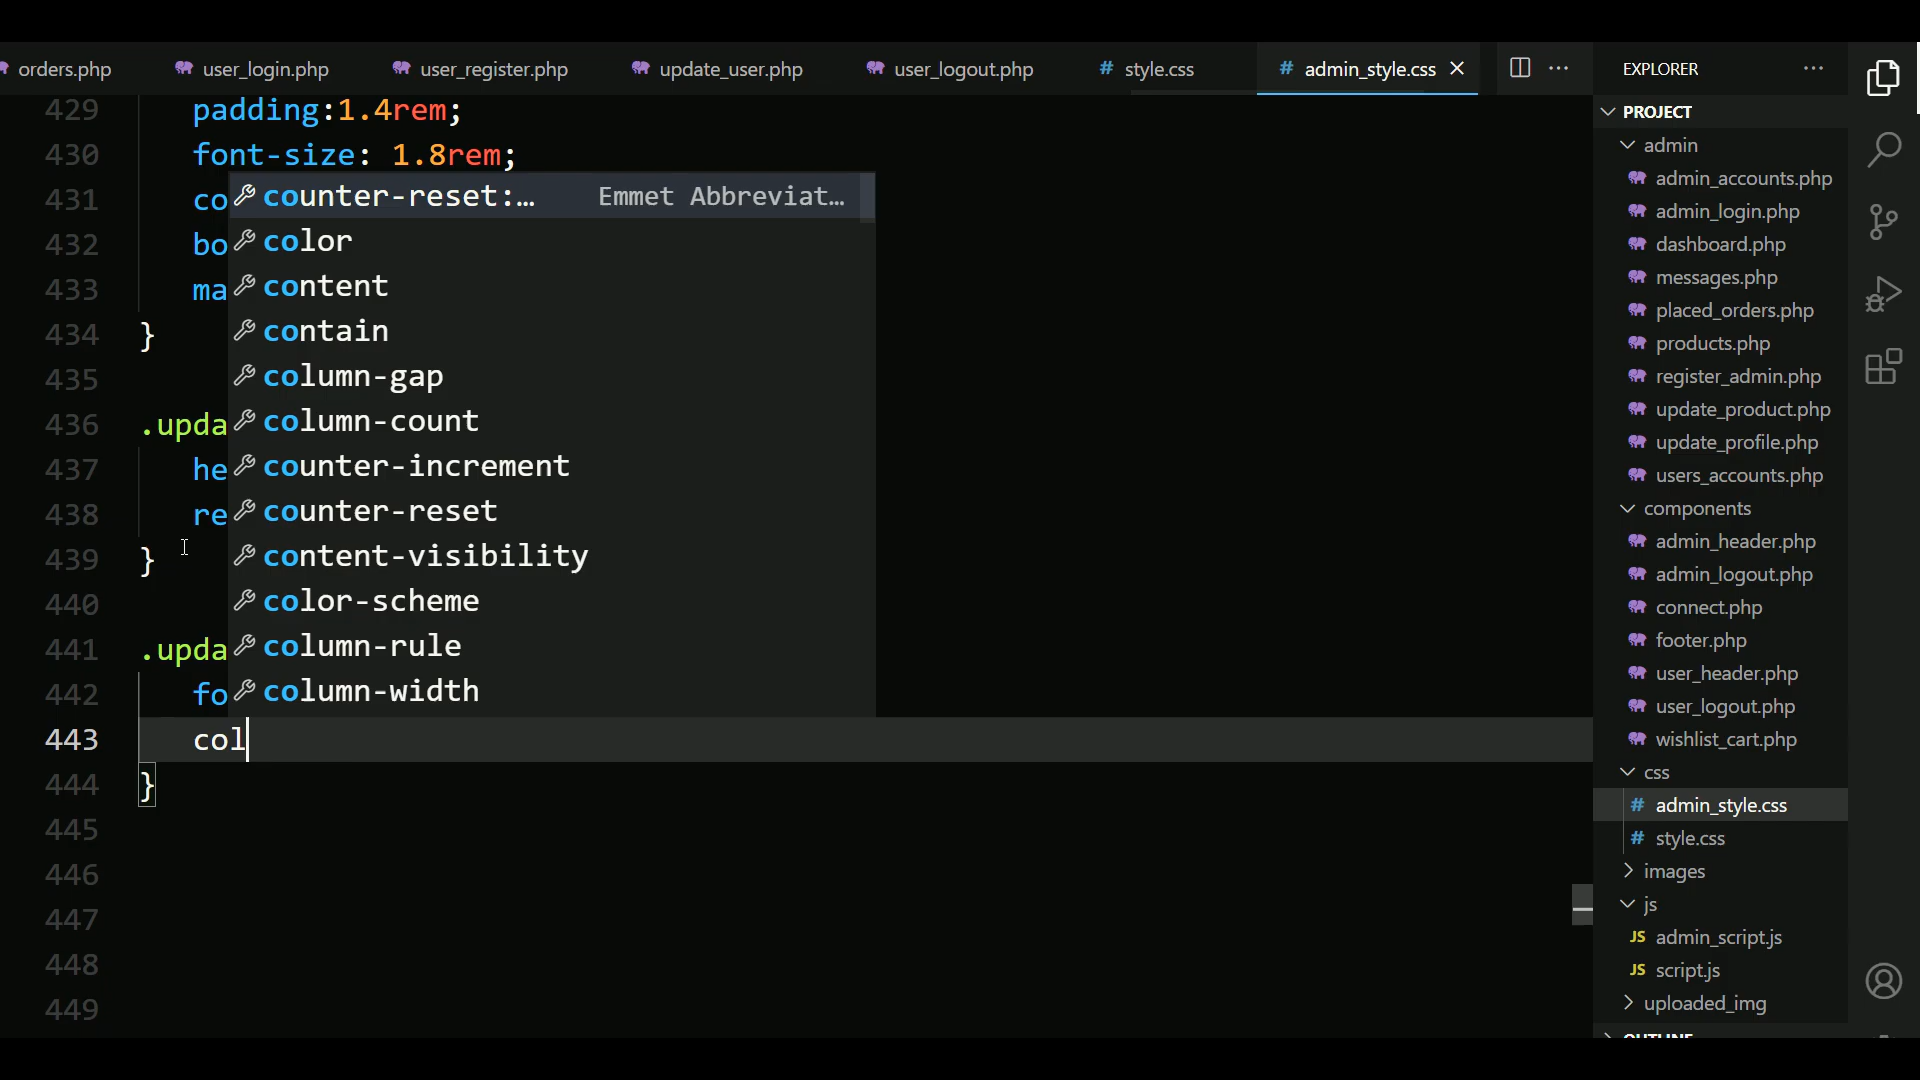 orders.php
user_login.php
user_register.php
update_user.php
user_logout.php
# style.css
# admin_style.css
EXPLORER
429 padding:1.4rem;
430 font-size: 1.8rem;
431 co
432 bo
433 ma
434 }
435
436 .upda
437 he
438 re
439 }
440
441 .upda
442 fo
443 col
444 }
445
446
447
448
449
counter-reset:… Emmet Abbreviat…
color
content
contain
column-gap
column-count
counter-increment
counter-reset
content-visibility
color-scheme
column-rule
column-width
PROJECT
admin
admin_accounts.php
admin_login.php
dashboard.php
messages.php
placed_orders.php
products.php
register_admin.php
update_product.php
update_profile.php
users_accounts.php
components
admin_header.php
admin_logout.php
connect.php
footer.php
user_header.php
user_logout.php
wishlist_cart.php
css
# admin_style.css
# style.css
images
js
JS admin_script.js
JS script.js
uploaded_img
OUTLINE